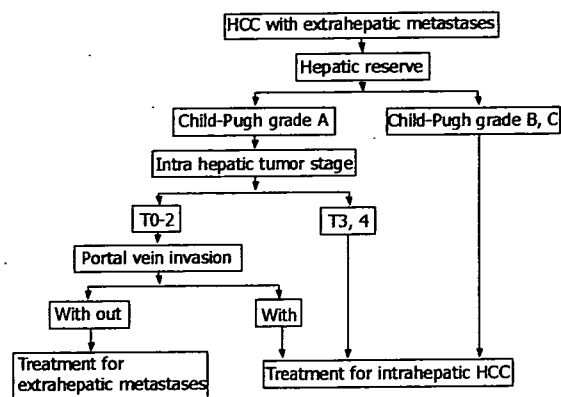 HCC with extrahepatic metastases
Hepatic reserve
Child-Pugh grade A
Child-Pugh grade B, C
Intra hepatic tumor stage
T0-2
T3, 4
Portal vein invasion
With out
With
Treatment for
extrahepatic metastases
Treatment for intrahepatic HCC